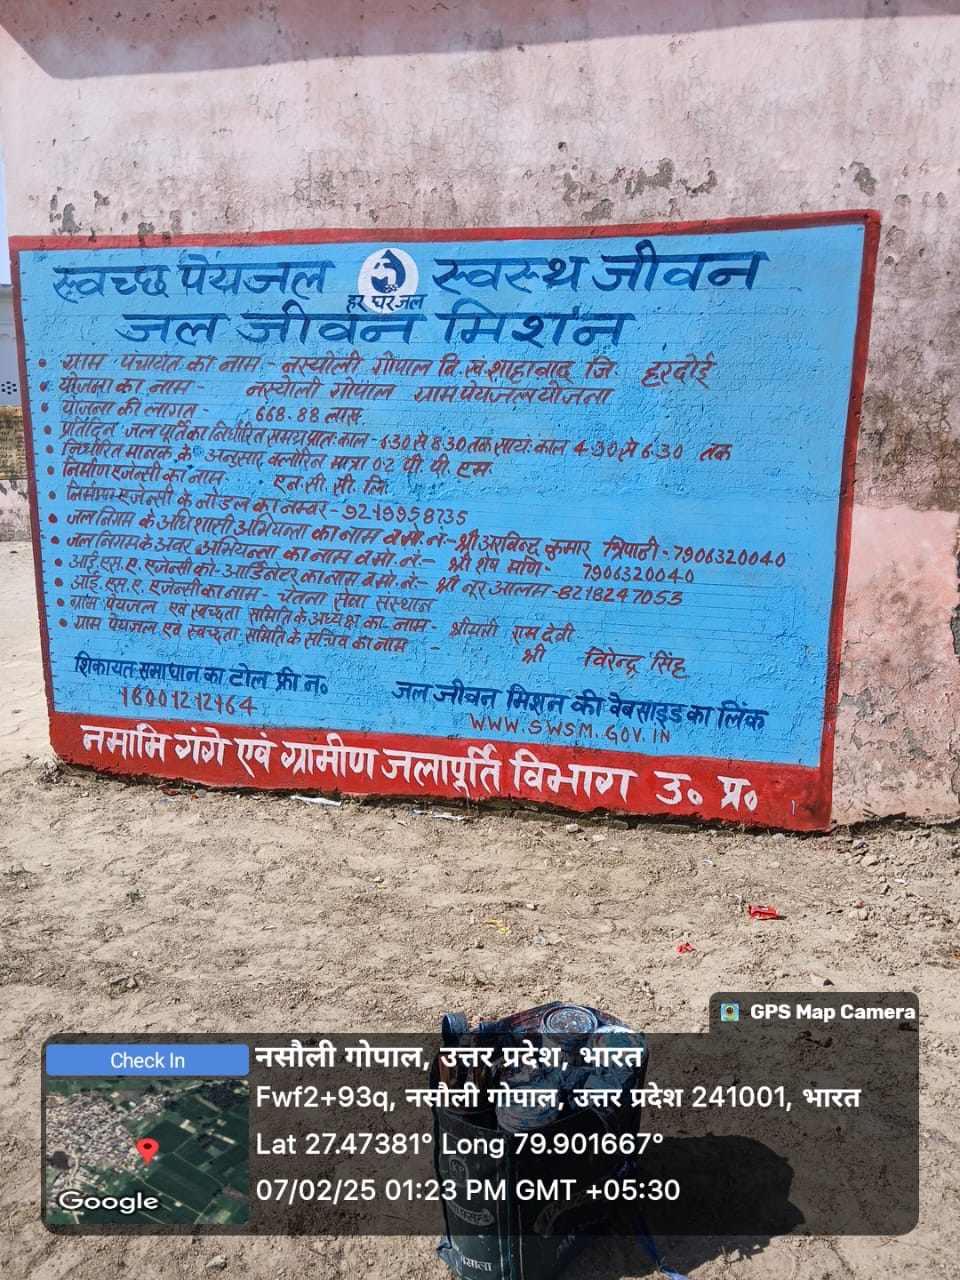 स्वच्छ पेयजल हर घर जल स्वस्थ जीवन
जल जीवन मिशन
• ग्राम पंचायत का नाम - नस्योली गोपाल वि. खं. शाहाबाद जि. हरदोई
• योजना का नाम - नस्योली गोपाल ग्राम पेयजल योजना
• योजना की लागत - 668.88 लाख
• प्रतिदिन जल पूर्ति का निर्धारित समय प्रातः काल - 6:30 से 8:30 तक सायं काल 4:30 से 6:30 तक
• निर्धारित मानक के अनुसार क्लोरिन मात्रा 0.2 पी. पी. एम.
• निर्माण एजेन्सी का नाम: एन. सी. सी. लि.
• निर्माण एजेन्सी के नोडल का नम्बर - 9219958735
• जल निगम के अधिशासी अभियन्ता का नाम व मो. नं - श्री अरविन्द्र कुमार त्रिपाठी - 7906320040
• जल निगम के अवर अभियन्ता का नाम व मो. नं. - श्री शेष मणि - 7906320040
• आई. एस. ए. एजेन्सी को-आर्डिनेटर का नाम व मो. नं - श्री नूर आलम - 8218247053
• आई. एस. ए. एजेन्सी का नाम - चेतना सेवा संस्थान
• ग्राम पेयजल एवं स्वच्छता समिति के अध्यक्ष का नाम - श्रीमती राम देवी
• ग्राम पेयजल एवं स्वच्छता समिति के सचिव का नाम - श्री विरेन्द्र सिंह
शिकायत समाधान का टोल फ्री न०
18001212164
जल जीवन मिशन की वेबसाइड का लिंक
WWW.SWSM.GOV.IN
नमामि गंगे एवं ग्रामीण जलापूर्ति विभाग उ० प्र०
GPS Map Camera
Check In
नसौली गोपाल, उत्तर प्रदेश, भारत
Fwf2+93q, नसौली गोपाल, उत्तर प्रदेश 241001, भारत
Lat 27.47381° Long 79.901667°
07/02/25 01:23 PM GMT +05:30
Google